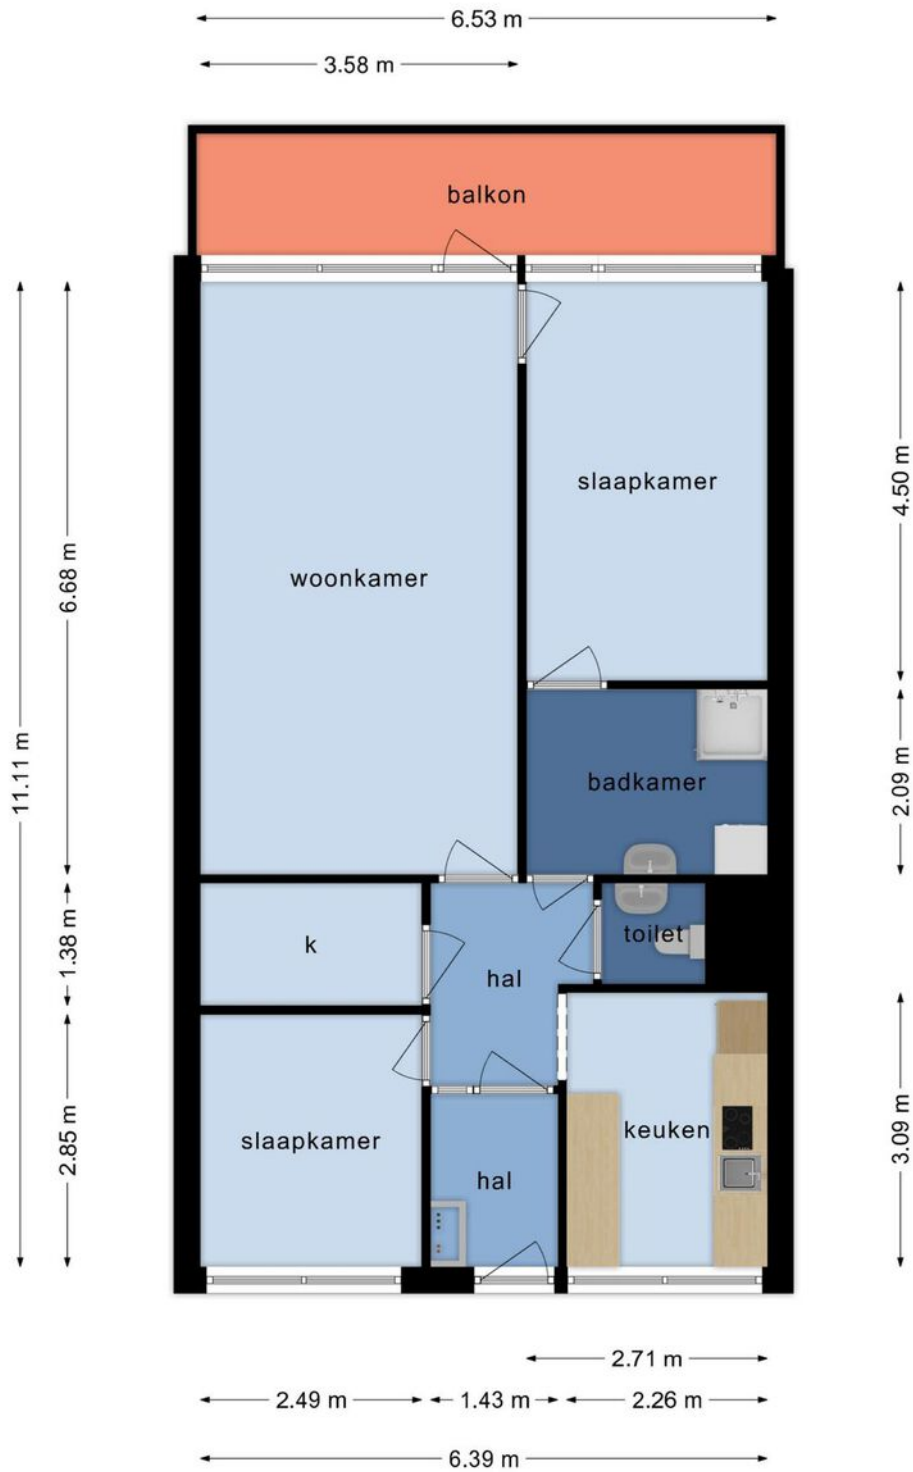 6.53 m
3.58 m
balkon
slaapkamer
woonkamer
4.50 m
6.68 m
11.11 m
badkamer
2.09 m
k
toilet
hal
1.38 m
slaapkamer
keuken
hal
2.85 m
3.09 m
2.71 m
2.49 m
1.43 m
2.26 m
6.39 m